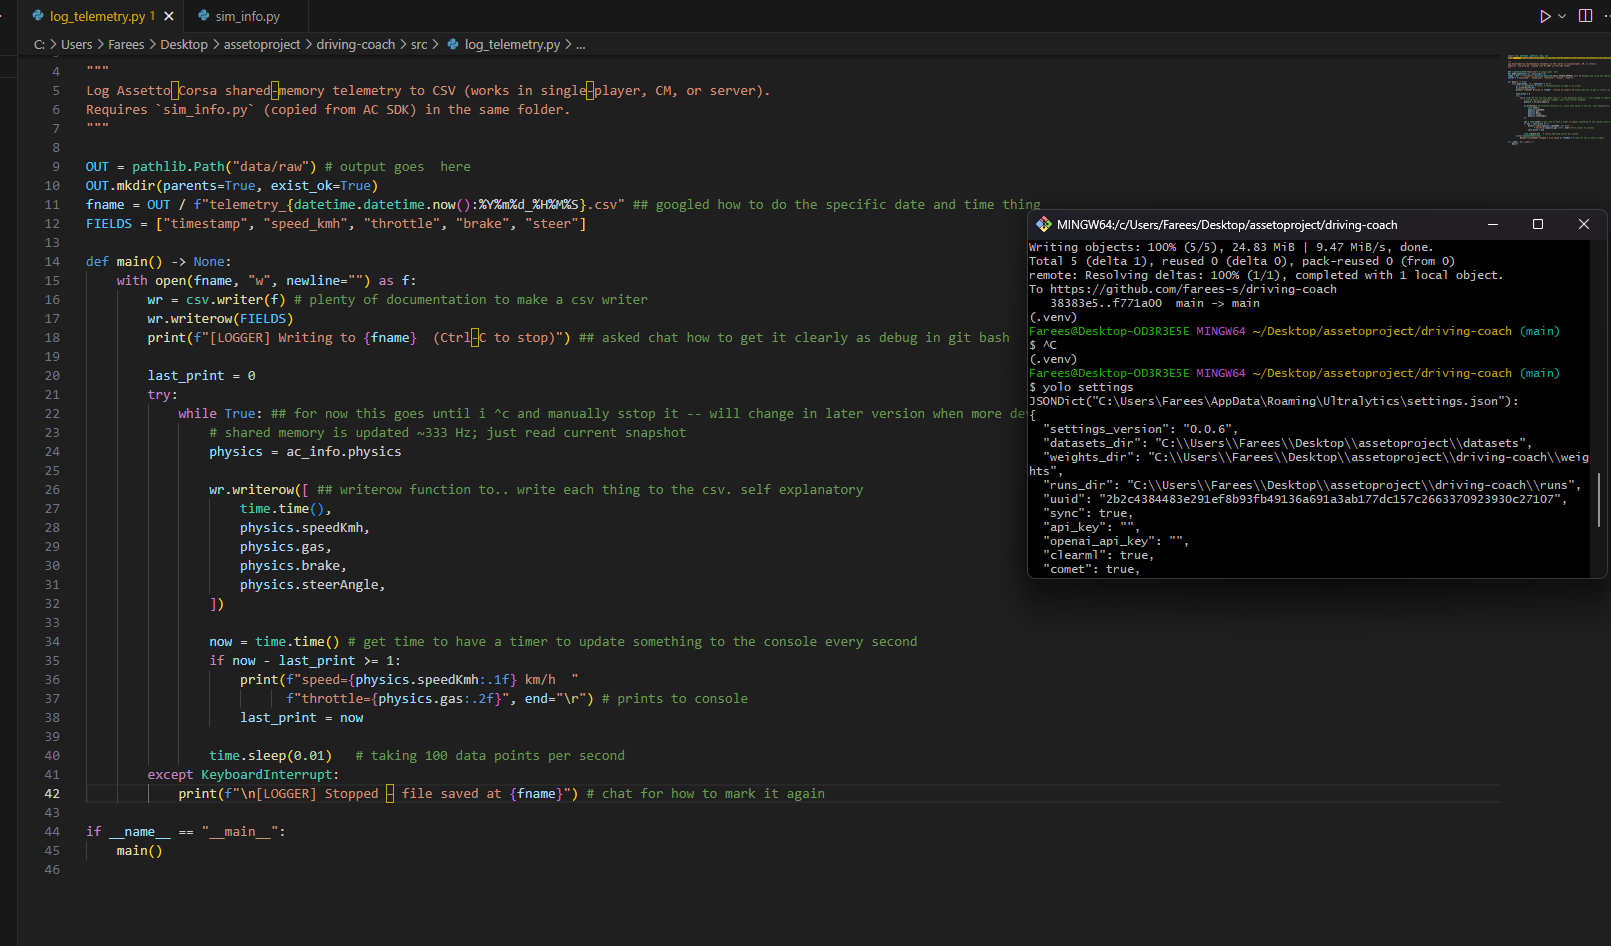 log_telemetry.py 1
sim_info.py
C: > Users > Farees > Desktop > assetoproject > driving-coach > src > log_telemetry.py > ...
4 """
5 Log Assetto Corsa shared-memory telemetry to CSV (works in single-player, CM, or server).
6 Requires `sim_info.py` (copied from AC SDK) in the same folder.
7 """
8
9 OUT = pathlib.Path("data/raw") # output goes  here
10 OUT.mkdir(parents=True, exist_ok=True)
11 fname = OUT / f"telemetry_{datetime.datetime.now():%Y%m%d_%H%M%S}.csv" ## googled how to do the specific date and time thing
12 FIELDS = ["timestamp", "speed_kmh", "throttle", "brake", "steer"]
13
14 def main() -> None:
15     with open(fname, "w", newline="") as f:
16         wr = csv.writer(f) # plenty of documentation to make a csv writer
17         wr.writerow(FIELDS)
18         print(f"[LOGGER] Writing to {fname}  (Ctrl-C to stop)") ## asked chat how to get it clearly as debug in git bash
19
20         last_print = 0
21         try:
22             while True: ## for now this goes until i ^c and manually sstop it -- will change in later version when more de
23                 # shared memory is updated ~333 Hz; just read current snapshot
24                 physics = ac_info.physics
25
26                 wr.writerow([ ## writerow function to.. write each thing to the csv. self explanatory
27                     time.time(),
28                     physics.speedKmh,
29                     physics.gas,
30                     physics.brake,
31                     physics.steerAngle,
32                 ])
33
34                 now = time.time() # get time to have a timer to update something to the console every second
35                 if now - last_print >= 1:
36                     print(f"speed={physics.speedKmh:.1f} km/h  "
37                           f"throttle={physics.gas:.2f}", end="\r") # prints to console
38                     last_print = now
39
40                 time.sleep(0.01)   # taking 100 data points per second
41         except KeyboardInterrupt:
42             print(f"\n[LOGGER] Stopped – file saved at {fname}") # chat for how to mark it again
43
44 if __name__ == "__main__":
45     main()
46
MINGW64:/c/Users/Farees/Desktop/assetoproject/driving-coach
Writing objects: 100% (5/5), 24.83 MiB | 9.47 MiB/s, done.
Total 5 (delta 1), reused 0 (delta 0), pack-reused 0 (from 0)
remote: Resolving deltas: 100% (1/1), completed with 1 local object.
To https://github.com/farees-s/driving-coach
   38383e5..f771a00  main -> main
(.venv)
Farees@Desktop-OD3R3E5E MINGW64 ~/Desktop/assetoproject/driving-coach (main)
$ ^C
(.venv)
Farees@Desktop-OD3R3E5E MINGW64 ~/Desktop/assetoproject/driving-coach (main)
$ yolo settings
JSONDict("C:\Users\Farees\AppData\Roaming\Ultralytics\settings.json"):
{
  "settings_version": "0.0.6",
  "datasets_dir": "C:\\Users\\Farees\\Desktop\\assetoproject\\datasets",
  "weights_dir": "C:\\Users\\Farees\\Desktop\\assetoproject\\driving-coach\\weig
hts",
  "runs_dir": "C:\\Users\\Farees\\Desktop\\assetoproject\\driving-coach\\runs",
  "uuid": "2b2c4384483e291ef8b93fb49136a691a3ab177dc157c2663370923930c27107",
  "sync": true,
  "api_key": "",
  "openai_api_key": "",
  "clearml": true,
  "comet": true,